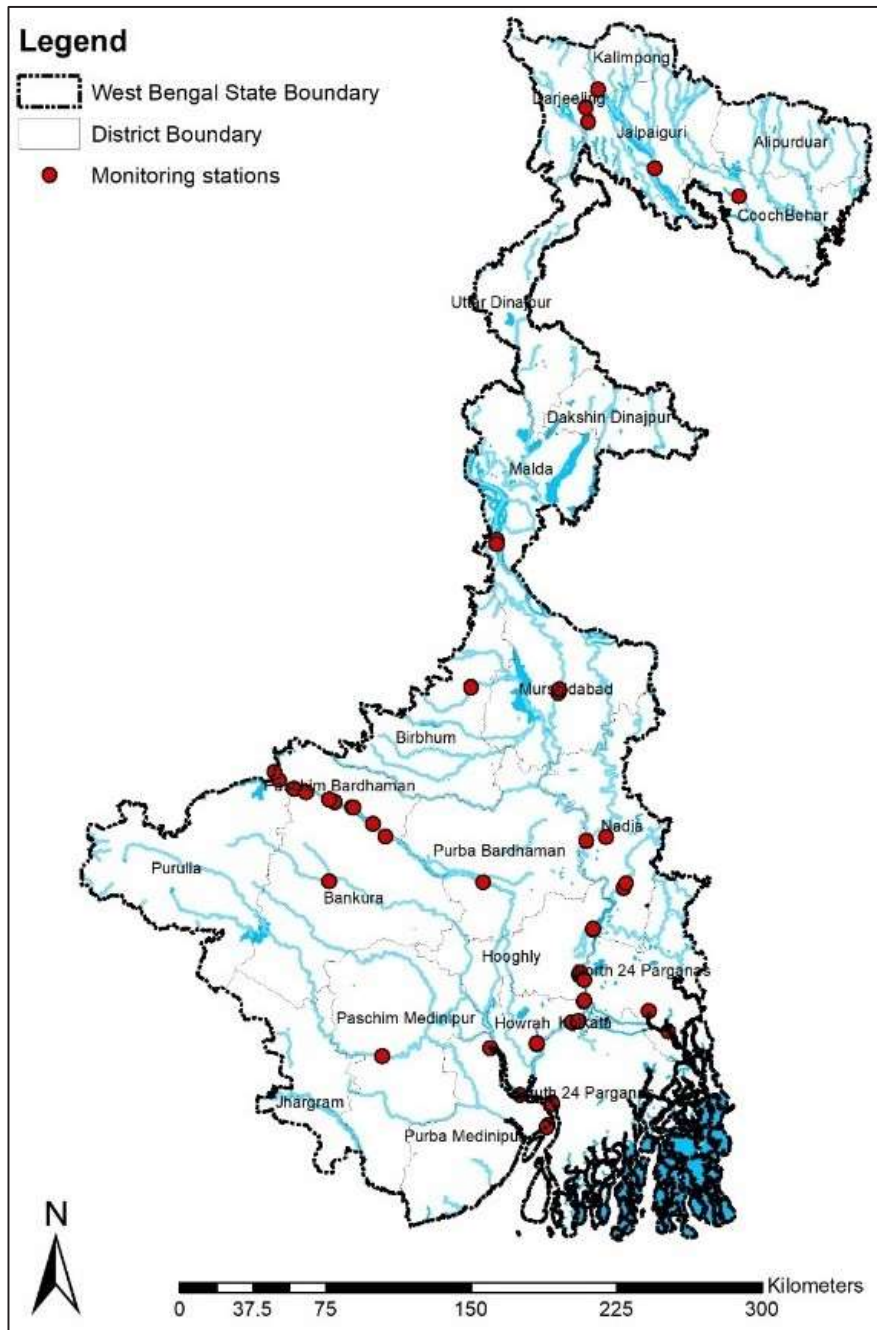 Legend
West Bengal State Boundary
District Boundary
Monitoring stations
Kalimpong
Darjeeling
Jalpaiguri
Alipurduar
CoochBehar
Uttar Dinajpur
Dakshin Dinajpur
Malda
Murshidabad
Birbhum
Paschim Bardhaman
Nadia
Purba Bardhaman
Purulia
Bankura
Hooghly
North 24 Parganas
Paschim Medinipur
Howrah
Kolkata
South 24 Parganas
Jhargram
Purba Medinipur
N
Kilometers
0 37.5 75 150 225 300